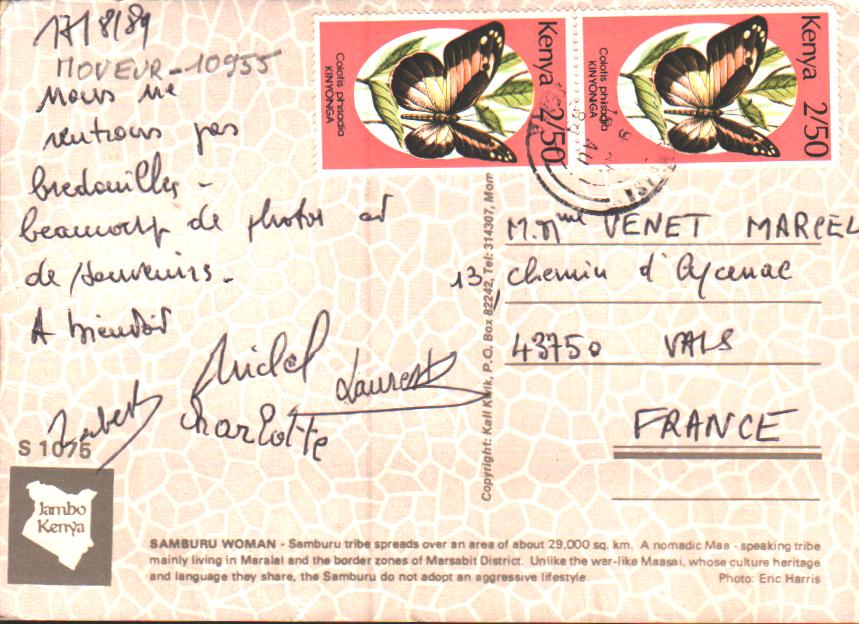 17/8/89
MOVEUR-10955
Nous ne
rentrons pas
bredouilles -
beaucoup de photos et
de souvenirs -
A bientôt
Michel
Laurent
Charlotte
S 1075
Jambo
Kenya
Colotis phisadia
KINYONGA
Kenya 2/50
Colotis phisadia
KINYONGA
Kenya 2/50
M. Mme VENET MARCEL
13, chemin d'Aycenac
43750 VALS
FRANCE
Copyright: Kall Kwik, P.O. Box 82242, Tel: 314307, Mom
SAMBURU WOMAN - Samburu tribe spreads over an area of about 29,000 sq. km. A nomadic Maa - speaking tribe
mainly living in Maralal and the border zones of Marsabit District. Unlike the war-like Maasai, whose culture heritage
and language they share, the Samburu do not adopt an aggressive lifestyle.
Photo: Eric Harris